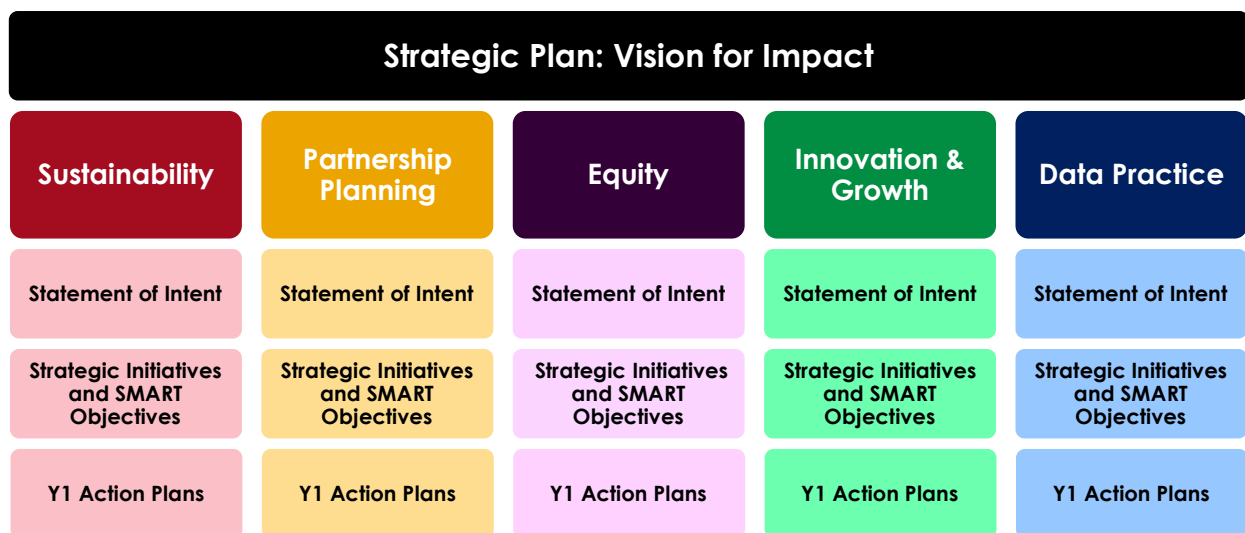 Strategic Plan: Vision for Impact
Sustainability
Partnership
Planning
Equity
Innovation &
Growth
Data Practice
Statement of Intent
Statement of Intent
Statement of Intent
Statement of Intent
Statement of Intent
Strategic Initiatives
and SMART
Objectives
Strategic Initiatives
and SMART
Objectives
Strategic Initiatives
and SMART
Objectives
Strategic Initiatives
and SMART
Objectives
Strategic Initiatives
and SMART
Objectives
Y1 Action Plans
Y1 Action Plans
Y1 Action Plans
Y1 Action Plans
Y1 Action Plans